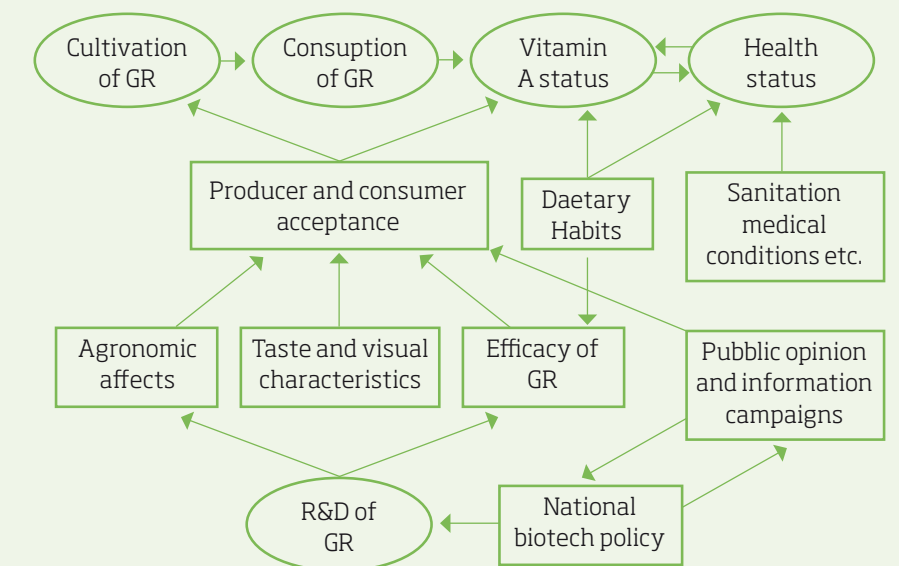 Cultivation
of GR
Consuption
of GR
Vitamin
A status
Health
status
Producer and consumer
acceptance
Daetary
Habits
Sanitation
medical
conditions etc.
Agronomic
affects
Taste and visual
characteristics
Efficacy of
GR
Pubblic opinion
and information
campaigns
R&D of
GR
National
biotech policy